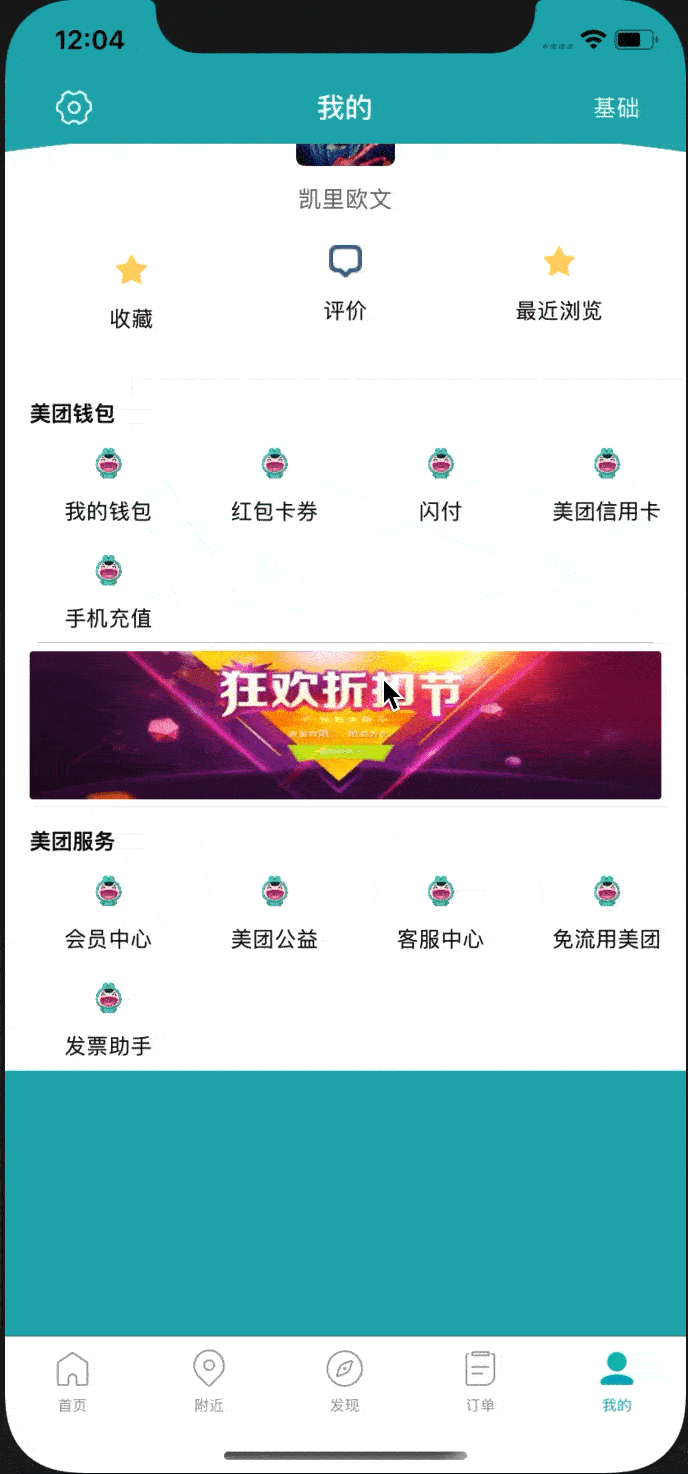 12:04
我的 基础
凯里欧文
收藏 评价 最近浏览
美团钱包
我的钱包 红包卡券 闪付 美团信用卡
手机充值
狂欢折扣节
美团服务
会员中心 美团公益 客服中心 免流用美团
发票助手
首页 附近 发现 订单 我的